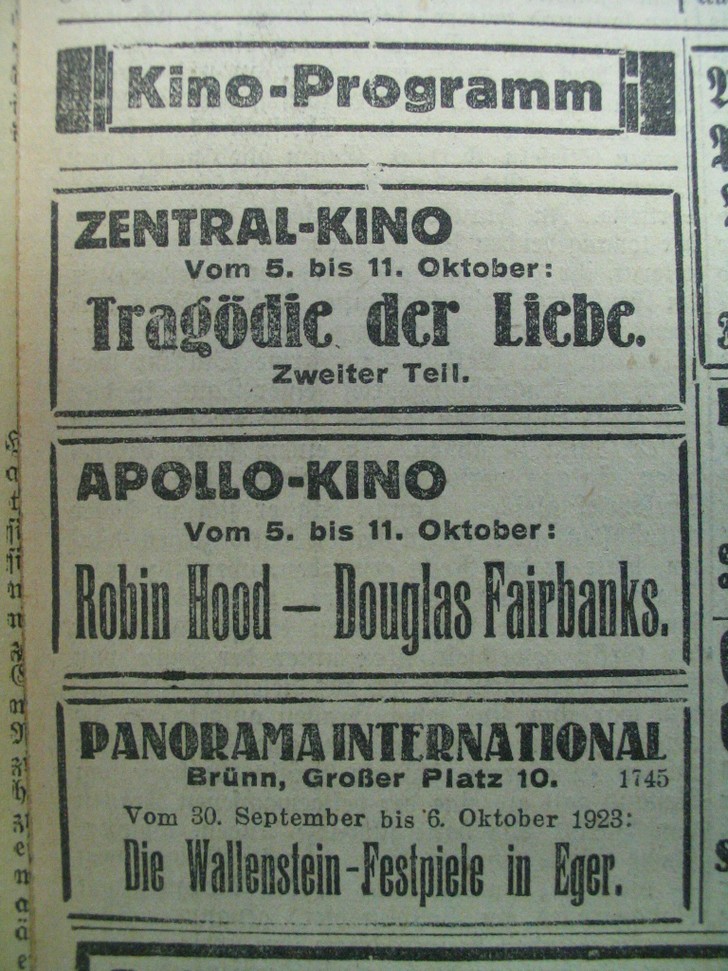 Kino-Programm
ZENTRAL-KINO
Vom 5. bis 11. Oktober:
Tragödie der Liebe.
Zweiter Teil.
APOLLO-KINO
Vom 5. bis 11. Oktober:
Robin Hood — Douglas Fairbanks.
PANORAMA INTERNATIONAL
Brünn, Großer Platz 10. 1745
Vom 30. September bis 6. Oktober 1923:
Die Wallenstein-Festpiele in Eger.